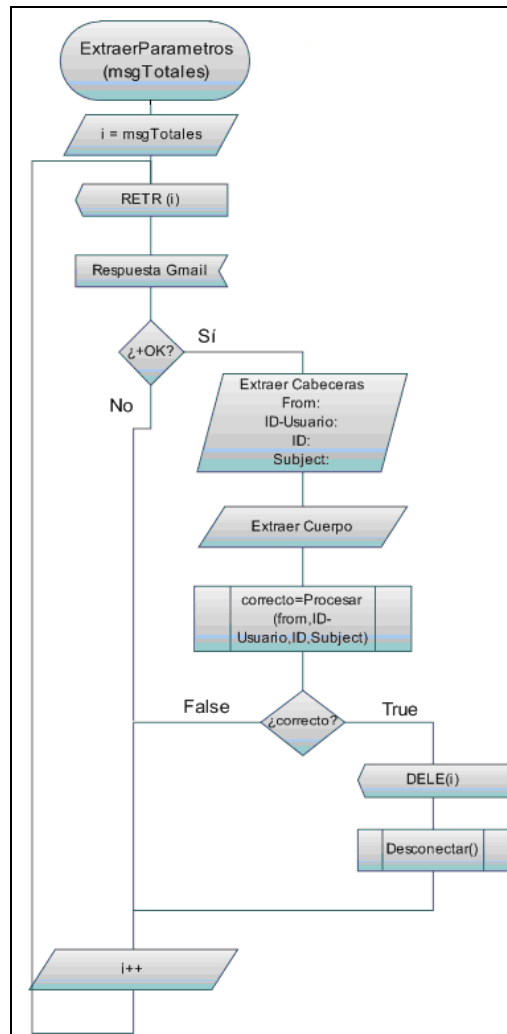 ExtraerParametros
(msgTotales)
i = msgTotales
RETR (i)
Respuesta Gmail
¿+OK?
Sí
No
Extraer Cabeceras
From:
ID-Usuario:
ID:
Subject:
Extraer Cuerpo
correcto=Procesar
(from,ID-
Usuario,ID,Subject)
False
¿correcto?
True
DELE(i)
Desconectar()
i++